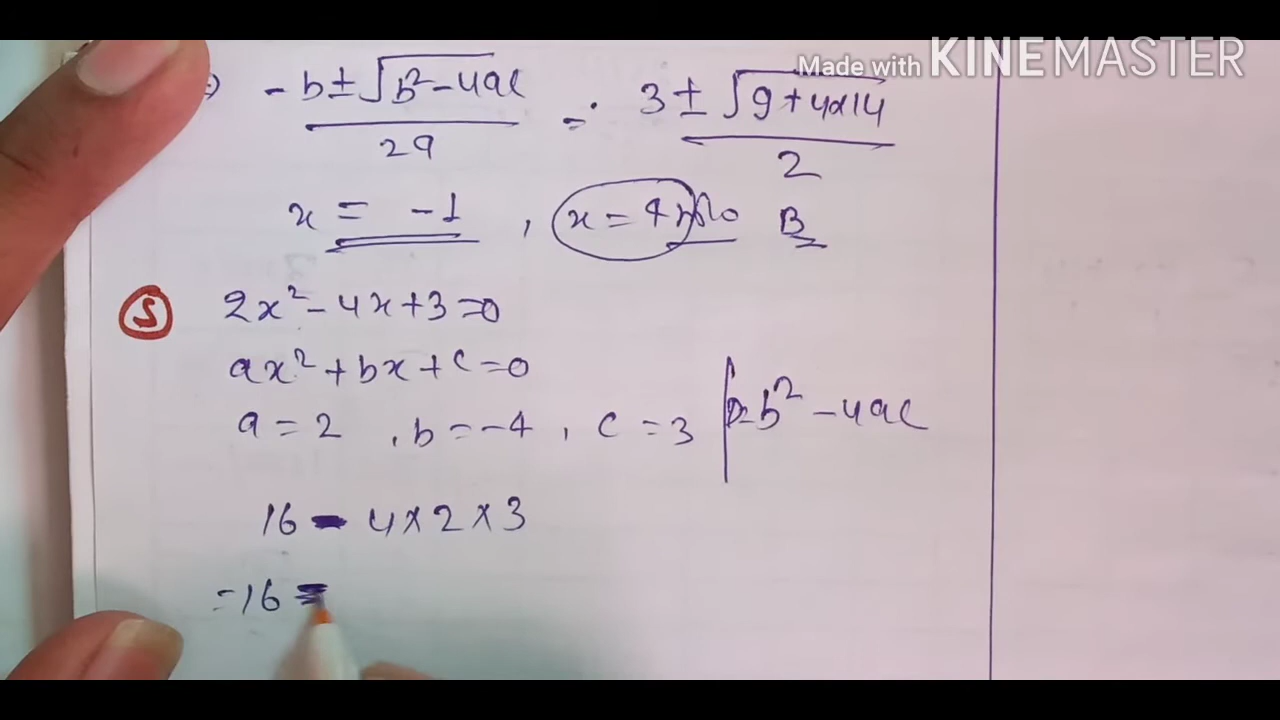 Made with KINEMASTER
⇒ -b ± √b² - 4ac / 2a = 3 ± √9 + 4×14 / 2
x = -1 , x = 4 B
5 2x² - 4x + 3 = 0
ax² + bx + c = 0
a = 2 , b = -4 , c = 3 b² - 4ac
16 - 4 × 2 × 3
= 16 -